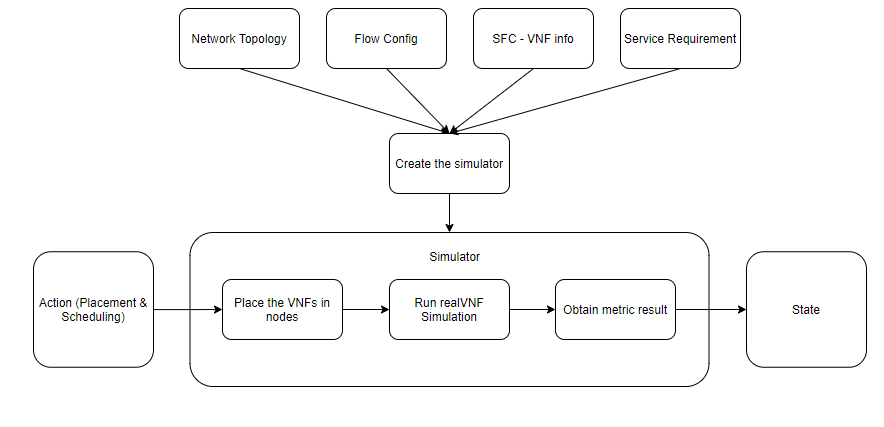 Network Topology
Flow Config
SFC - VNF info
Service Requirement
Create the simulator
Simulator
Action (Placement &
Scheduling)
Place the VNFs in
nodes
Run realVNF
Simulation
Obtain metric result
State